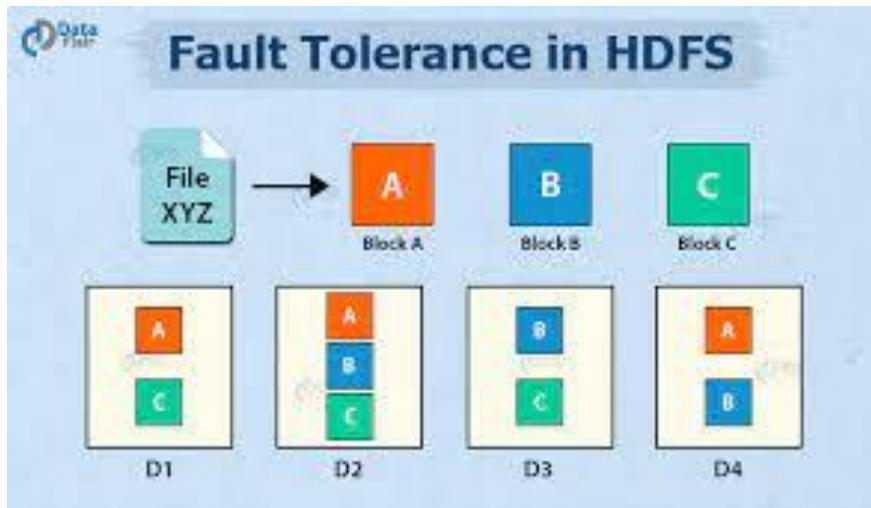 Data
Flair
Fault Tolerance in HDFS
File
XYZ
A
B
C
Block A
Block B
Block C
A
C
A
B
C
B
C
A
B
D1
D2
D3
D4